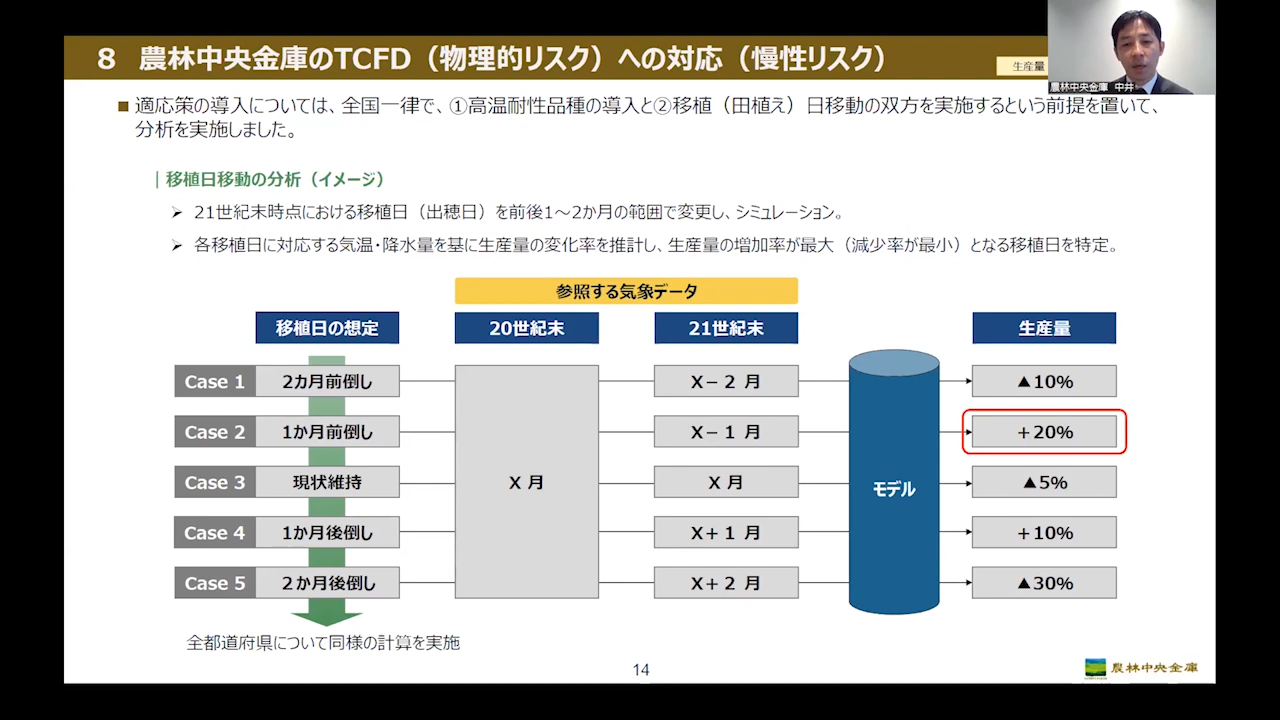 8 農林中央金庫のTCFD（物理的リスク）への対応（慢性リスク）
生産量
農林中央金庫 中井
■ 適応策の導入については、全国一律で、①高温耐性品種の導入と②移植（田植え）日移動の双方を実施するという前提を置いて、
分析を実施しました。
｜移植日移動の分析（イメージ）
➢ 21世紀末時点における移植日（出穂日）を前後1～2か月の範囲で変更し、シミュレーション。
➢ 各移植日に対応する気温・降水量を基に生産量の変化率を推計し、生産量の増加率が最大（減少率が最小）となる移植日を特定。
参照する気象データ
移植日の想定 20世紀末 21世紀末 生産量
Case 1 2カ月前倒し X－２ 月 ▲10%
Case 2 1か月前倒し X－１ 月 ＋20%
Case 3 現状維持 X 月 X 月 モデル ▲5%
Case 4 1か月後倒し X＋１ 月 ＋10%
Case 5 ２か月後倒し X＋２ 月 ▲30%
全都道府県について同様の計算を実施
14
農林中央金庫